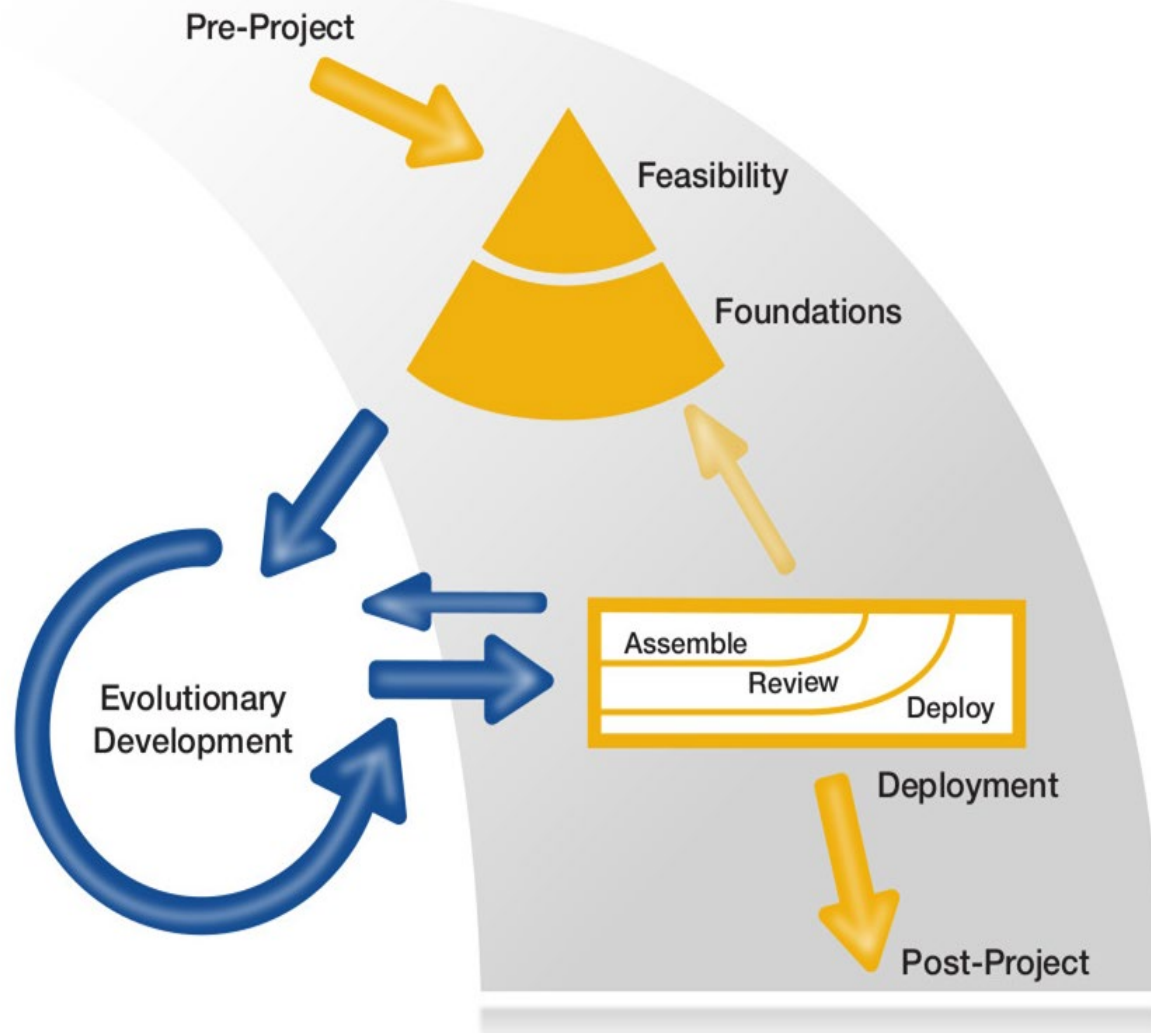 Pre-Project
Feasibility
Foundations
Assemble
Review
Deploy
Evolutionary
Development
Deployment
Post-Project